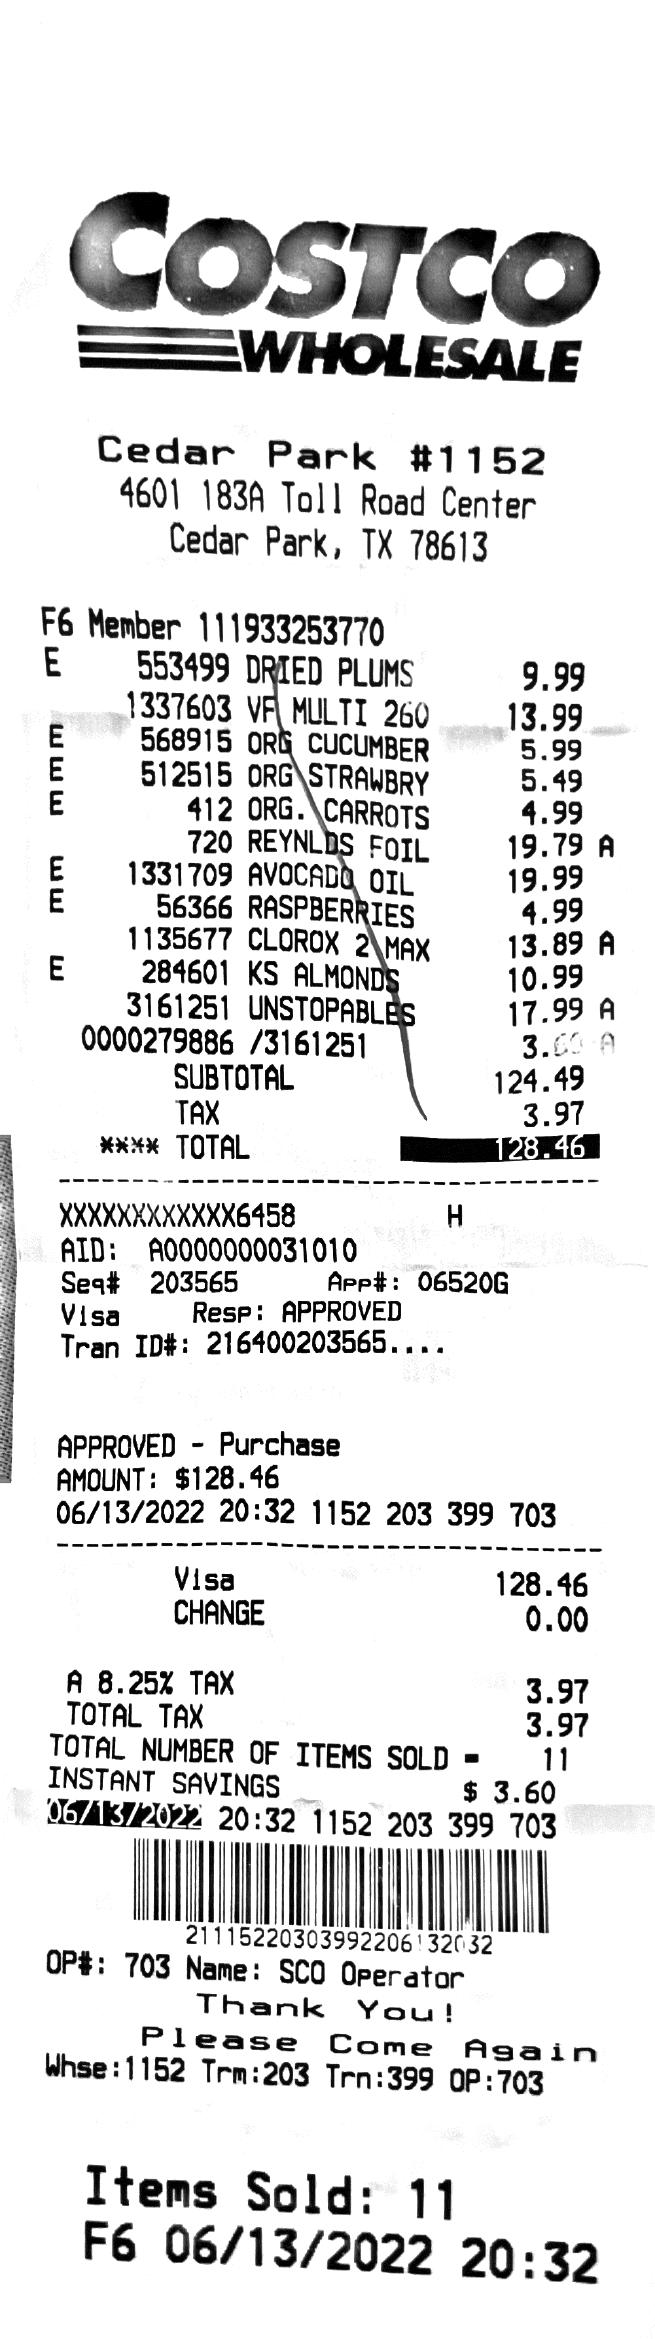 COSTCO
WHOLESALE
Cedar Park #1152
4601 183A Toll Road Center
Cedar Park, TX 78613
F6 Member 111933253770
E 553499 DRIED PLUMS 9.99
1337603 VF MULTI 260 13.99
E 568915 ORG CUCUMBER 5.99
E 512515 ORG STRAWBRY 5.49
E 412 ORG. CARROTS 4.99
720 REYNLDS FOIL 19.79 A
E 1331709 AVOCADO OIL 19.99
E 56366 RASPBERRIES 4.99
1135677 CLOROX 2 MAX 13.89 A
E 284601 KS ALMONDS 10.99
3161251 UNSTOPABLES 17.99 A
0000279886 /3161251 3.60 A
SUBTOTAL 124.49
TAX 3.97
**** TOTAL 128.46
XXXXXXXXXXXX6458 H
AID: A0000000031010
Seq# 203565 App#: 06520G
Visa Resp: APPROVED
Tran ID#: 216400203565....
APPROVED - Purchase
AMOUNT: $128.46
06/13/2022 20:32 1152 203 399 703
Visa 128.46
CHANGE 0.00
A 8.25% TAX 3.97
TOTAL TAX 3.97
TOTAL NUMBER OF ITEMS SOLD = 11
INSTANT SAVINGS $ 3.60
06/13/2022 20:32 1152 203 399 703
21115220303992206132032
OP#: 703 Name: SCO Operator
Thank You!
Please Come Again
Whse:1152 Trm:203 Trn:399 OP:703
Items Sold: 11
F6 06/13/2022 20:32